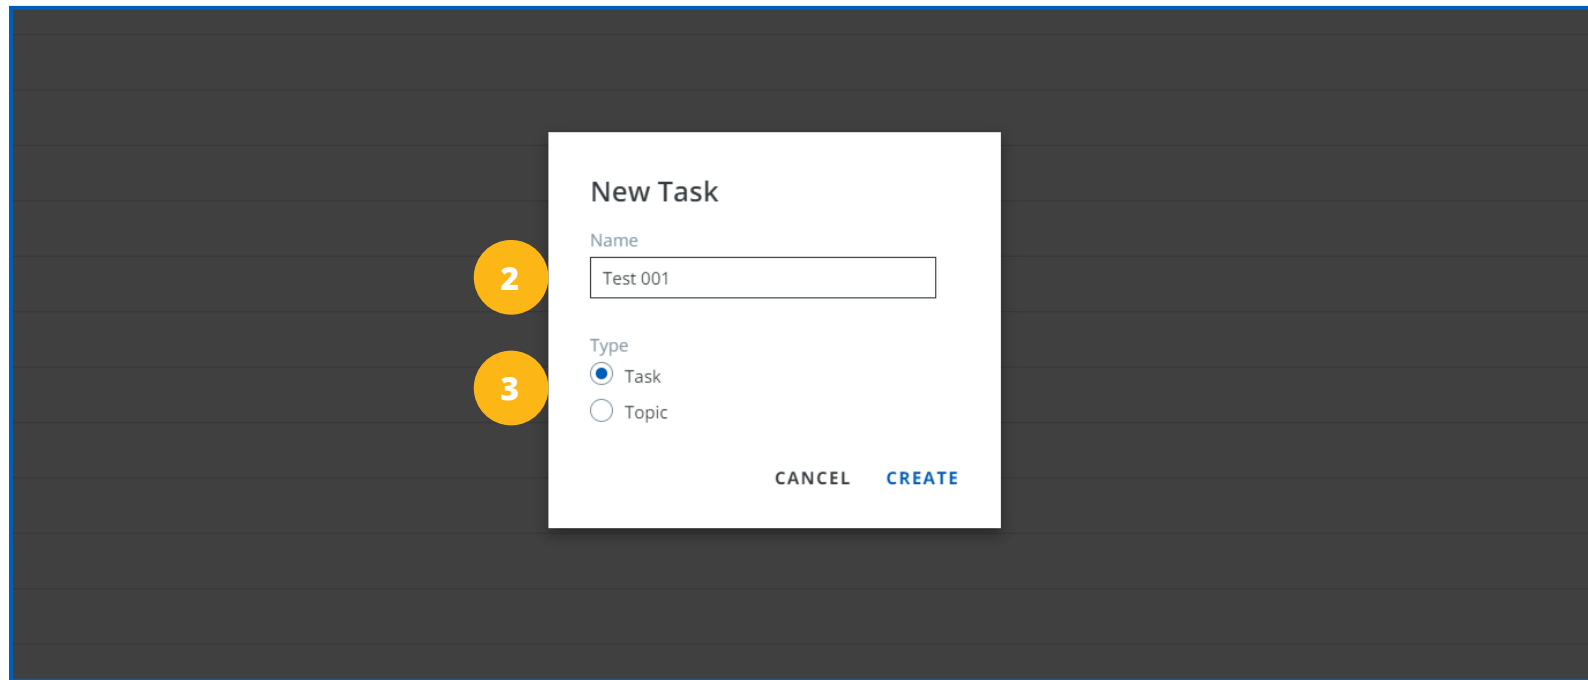 New Task
Name
2
Test 001
Type
3
Task
Topic
CANCEL CREATE